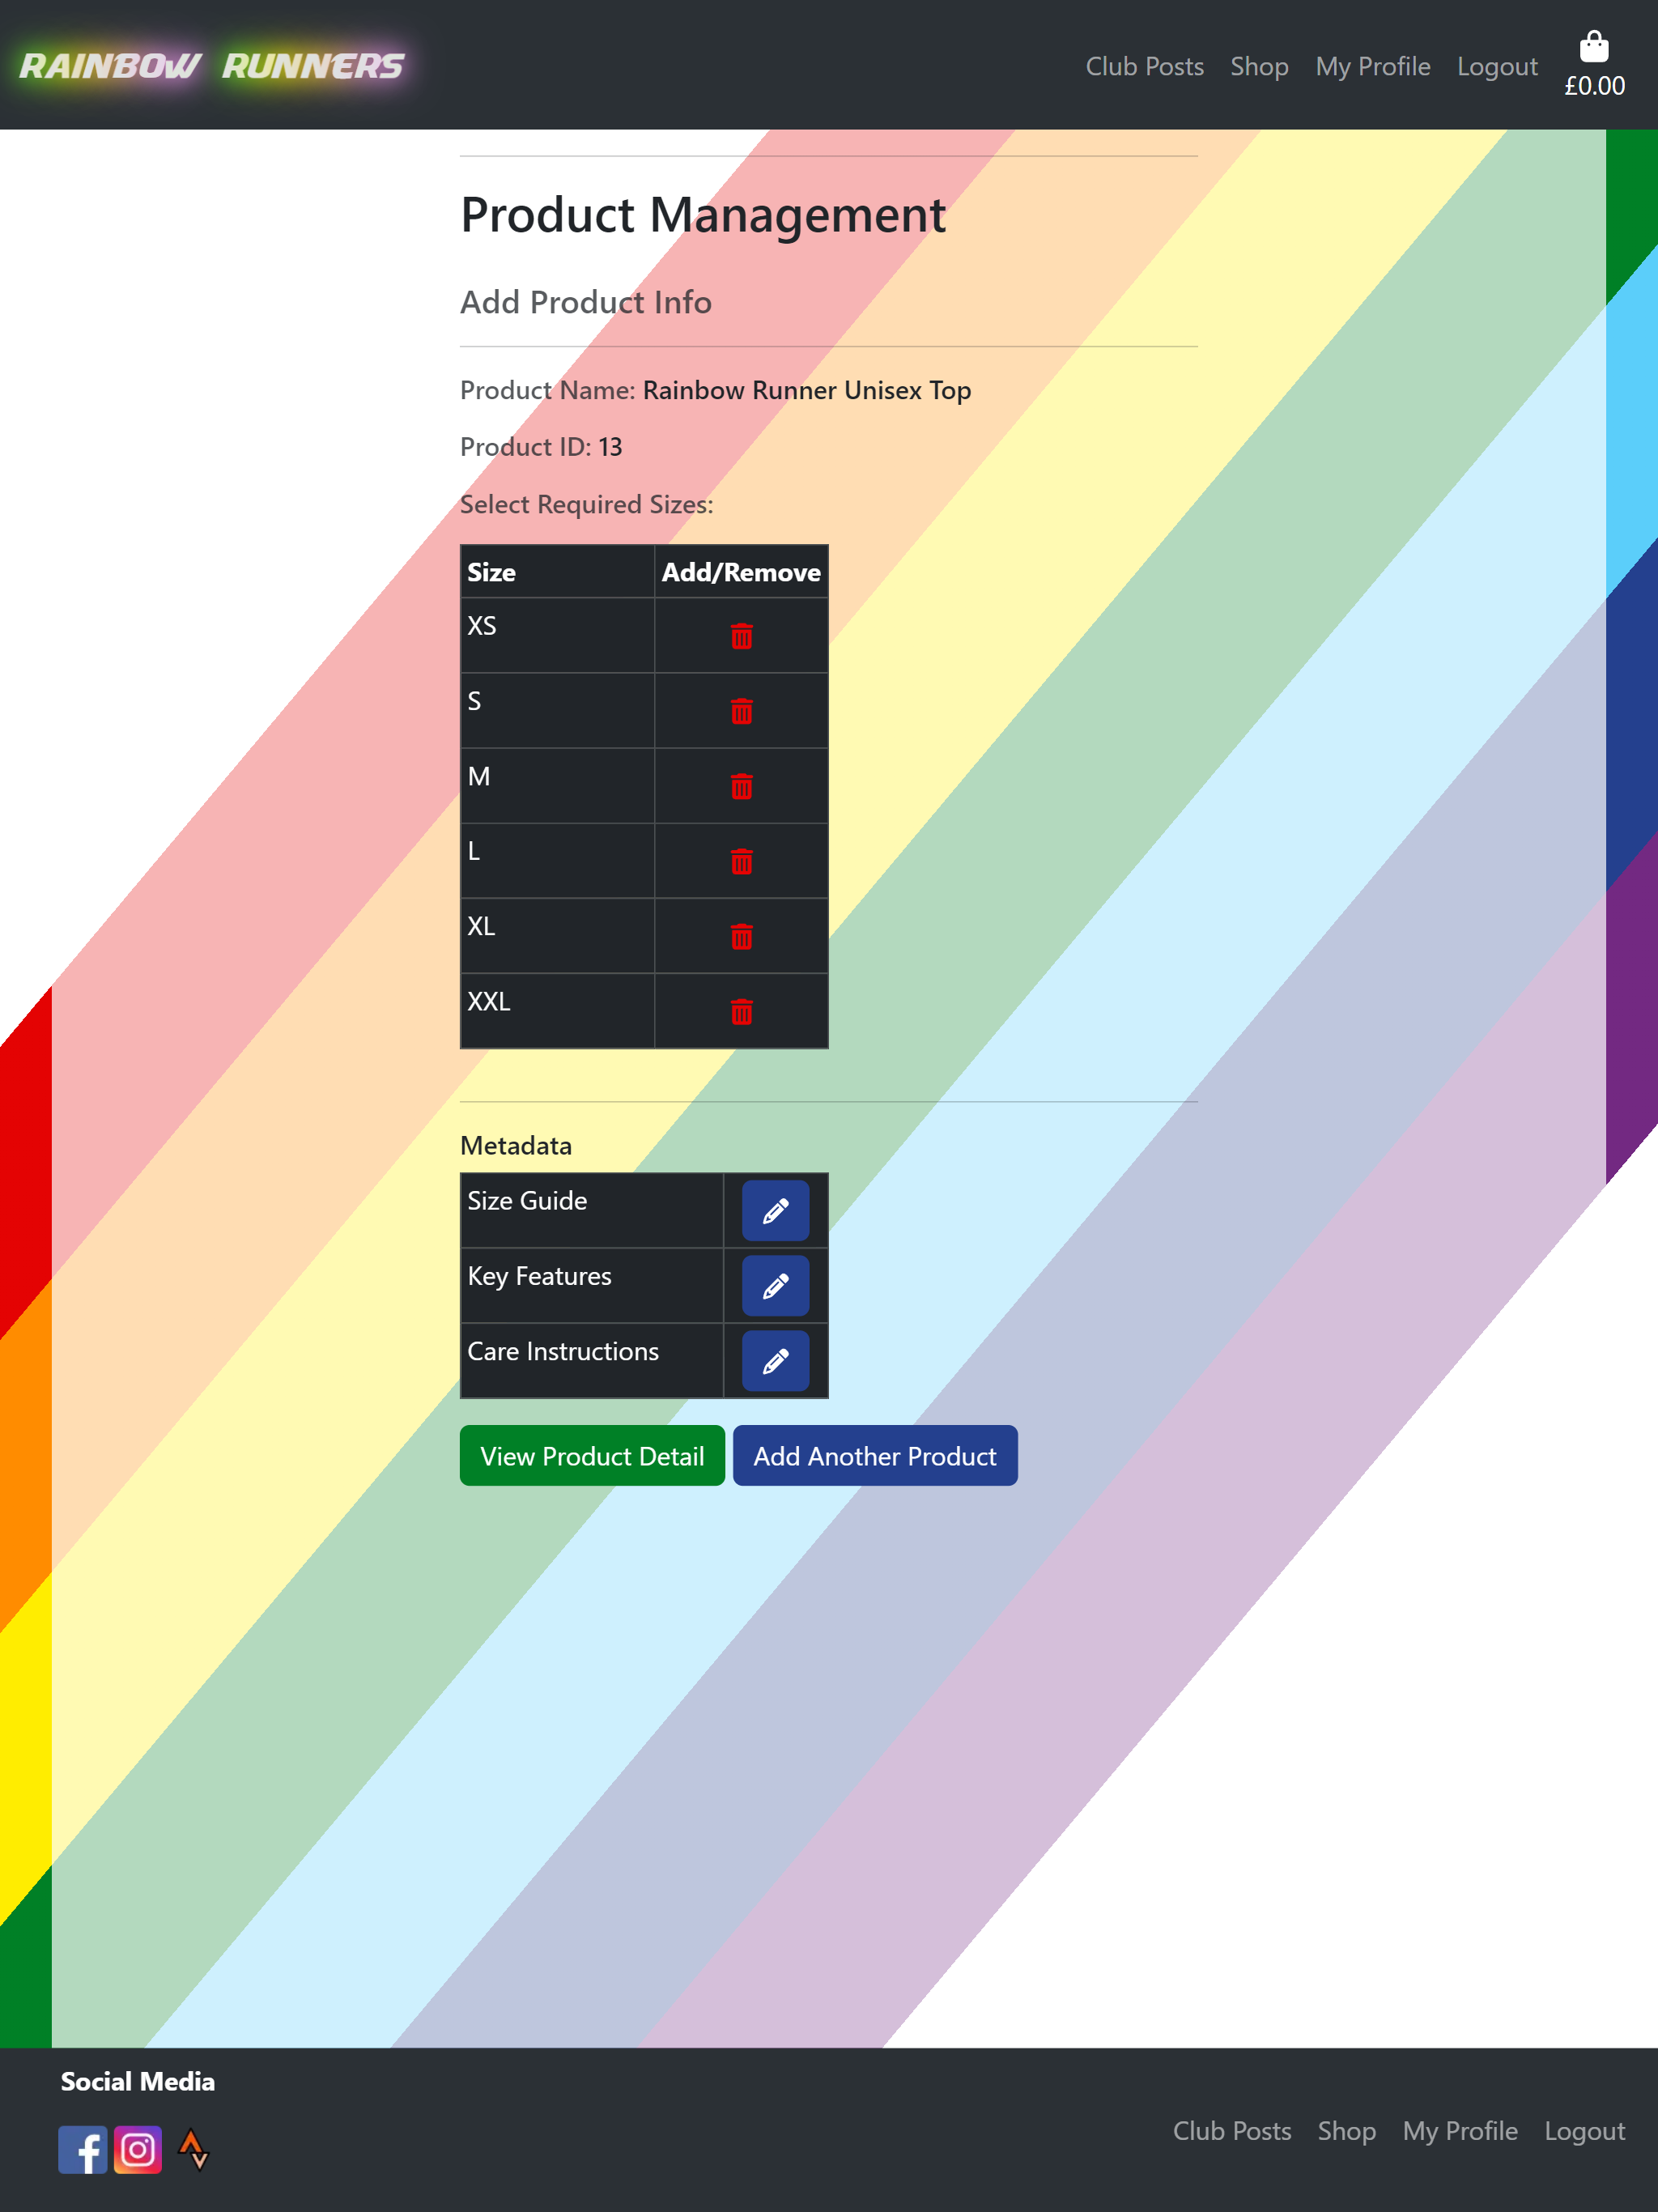 RAINBOW RUNNERS
Club Posts Shop My Profile Logout
£0.00
Product Management
Add Product Info
Product Name: Rainbow Runner Unisex Top
Product ID: 13
Select Required Sizes:
Size Add/Remove
XS
S
M
L
XL
XXL
Metadata
Size Guide
Key Features
Care Instructions
View Product Detail Add Another Product
Social Media
Club Posts Shop My Profile Logout